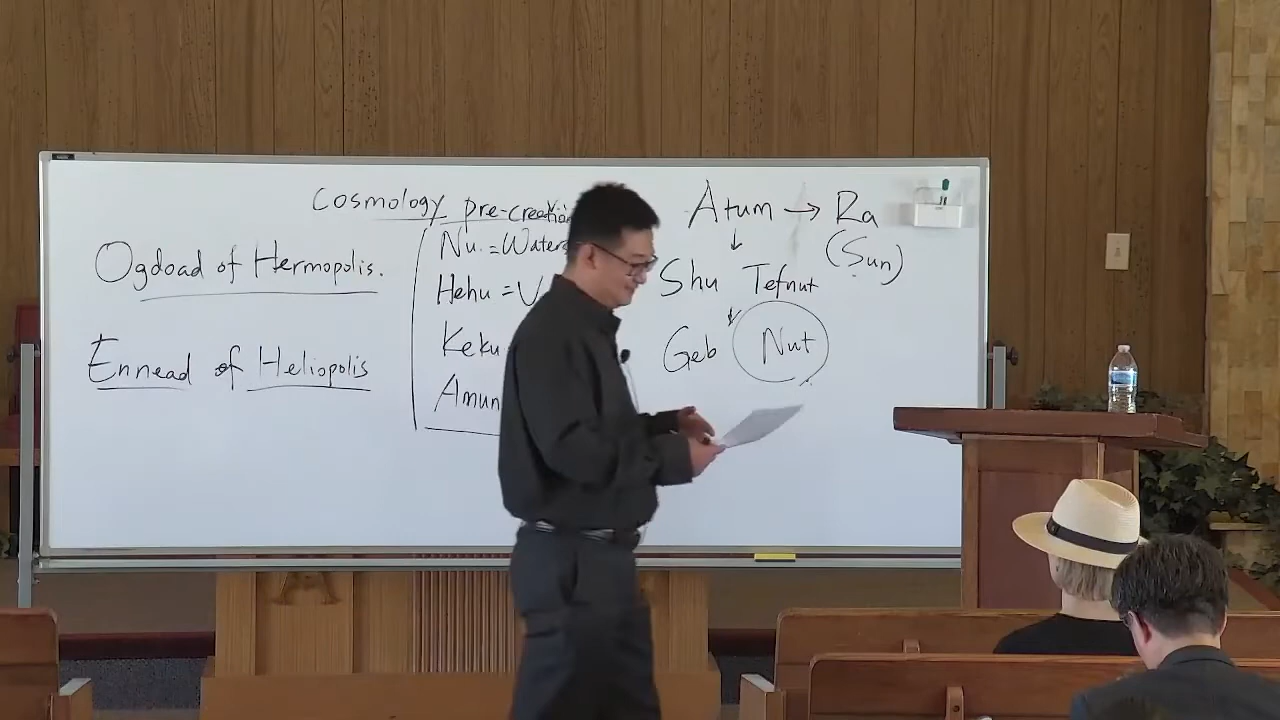 Cosmology pre-creation
Ogdoad of Hermopolis.
Ennead of Heliopolis
Nu. = Waters
Hehu = V
Keku
Amun
Atum → Ra
(Sun)
↓
Shu Tefnut
↙
Geb Nut